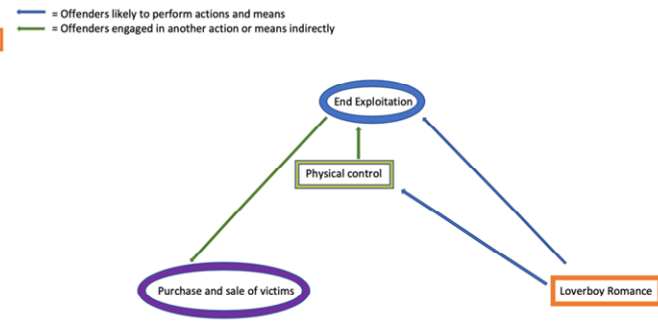 = Offenders likely to perform actions and means
= Offenders engaged in another action or means indirectly
End Exploitation
Physical control
Purchase and sale of victims
Loverboy Romance